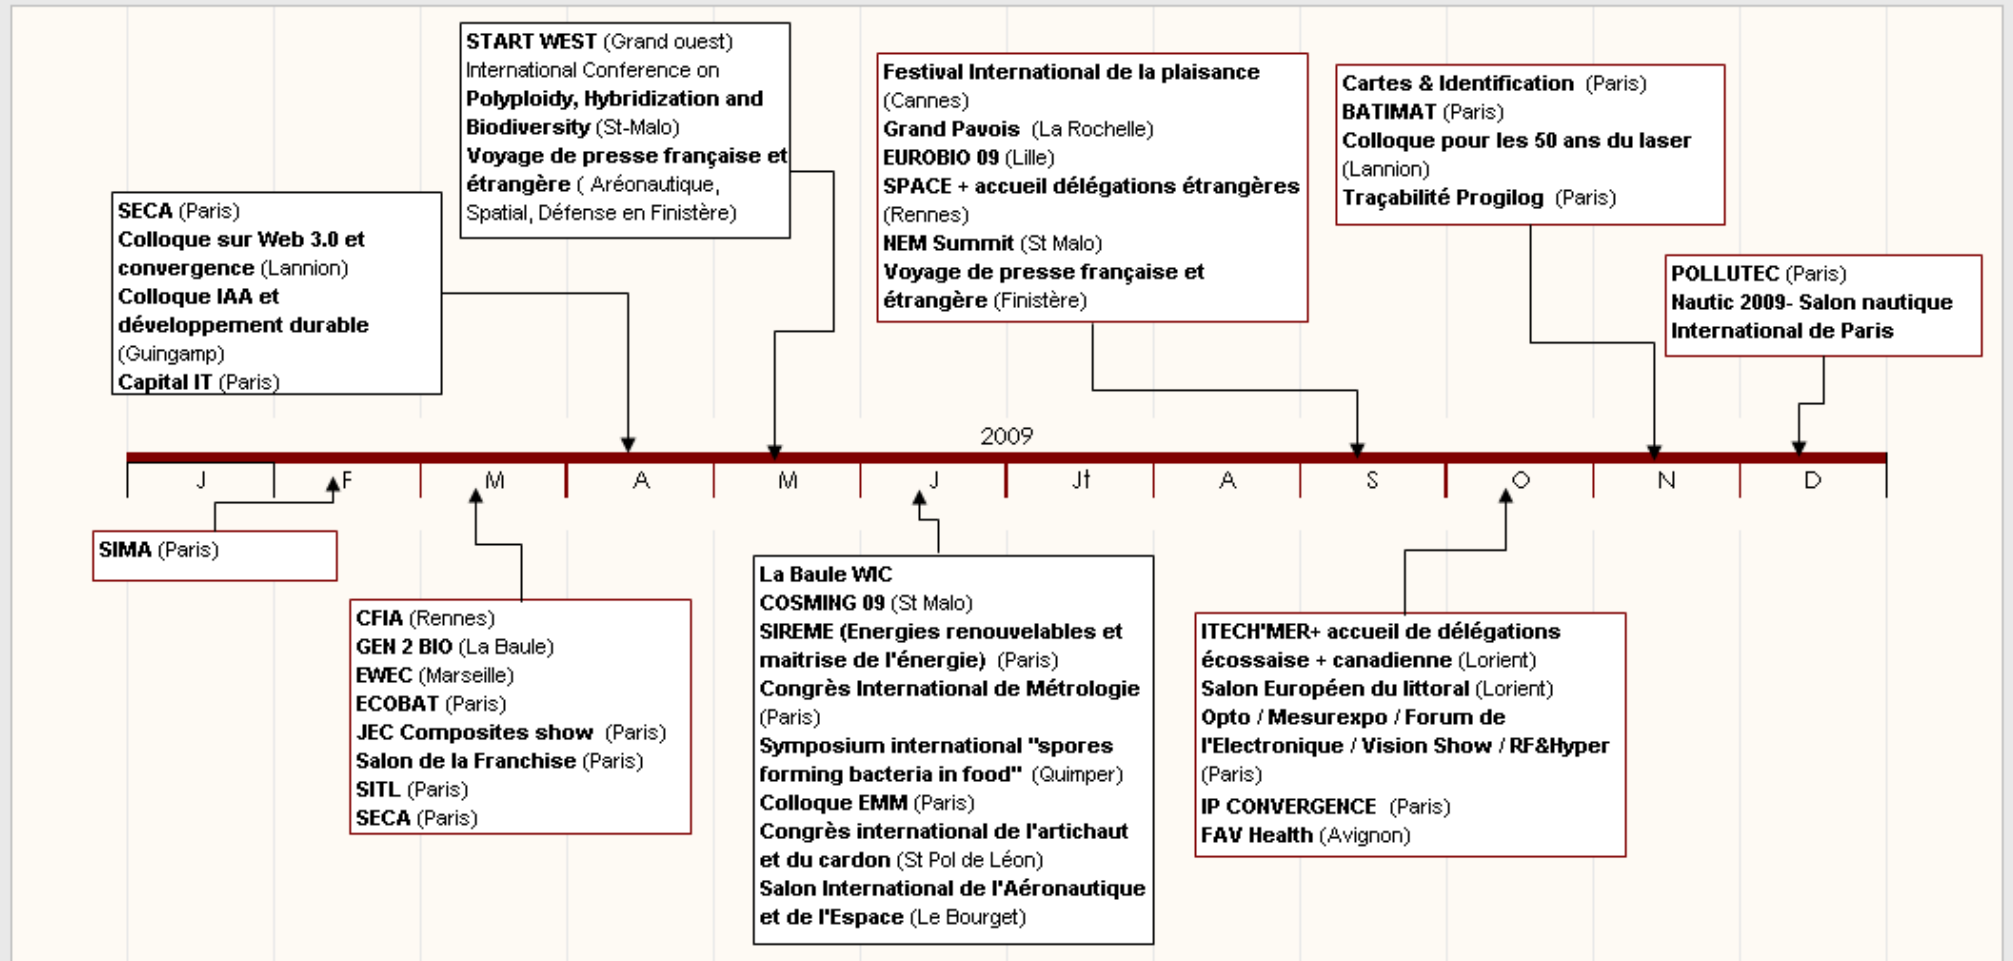 START WEST (Grand ouest)
International Conference on
Polyploidy, Hybridization and
Biodiversity (St-Malo)
Voyage de presse française et
étrangère ( Aréonautique,
Spatial, Défense en Finistère)
Festival International de la plaisance
(Cannes)
Grand Pavois (La Rochelle)
EUROBIO 09 (Lille)
SPACE + accueil délégations étrangères
(Rennes)
NEM Summit (St Malo)
Voyage de presse française et
étrangère (Finistère)
Cartes & Identification (Paris)
BATIMAT (Paris)
Colloque pour les 50 ans du laser
(Lannion)
Traçabilité Progilog (Paris)
SECA (Paris)
Colloque sur Web 3.0 et
convergence (Lannion)
Colloque IAA et
développement durable
(Guingamp)
Capital IT (Paris)
POLLUTEC (Paris)
Nautic 2009- Salon nautique
International de Paris
2009
J F M A M J Jt A S O N D
SIMA (Paris)
CFIA (Rennes)
GEN 2 BIO (La Baule)
EWEC (Marseille)
ECOBAT (Paris)
JEC Composites show (Paris)
Salon de la Franchise (Paris)
SITL (Paris)
SECA (Paris)
La Baule WIC
COSMING 09 (St Malo)
SIREME (Energies renouvelables et
maitrise de l'énergie) (Paris)
Congrès International de Métrologie
(Paris)
Symposium international "spores
forming bacteria in food" (Quimper)
Colloque EMM (Paris)
Congrès international de l'artichaut
et du cardon (St Pol de Léon)
Salon International de l'Aéronautique
et de l'Espace (Le Bourget)
ITECH'MER+ accueil de délégations
écossaise + canadienne (Lorient)
Salon Européen du littoral (Lorient)
Opto / Mesurexpo / Forum de
l'Electronique / Vision Show / RF&Hyper
(Paris)
IP CONVERGENCE (Paris)
FAV Health (Avignon)